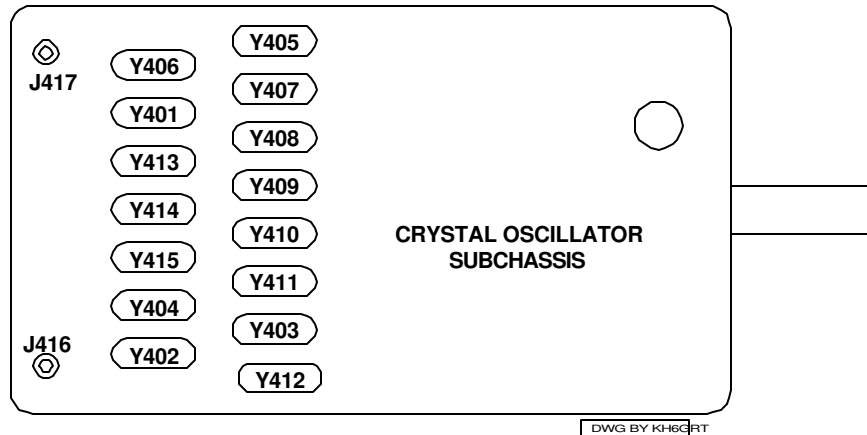 J417
Y406
Y401
Y413
Y414
Y415
Y404
Y402
J416
Y405
Y407
Y408
Y409
Y410
Y411
Y403
Y412
CRYSTAL OSCILLATOR
SUBCHASSIS
DWG BY KH6GRT